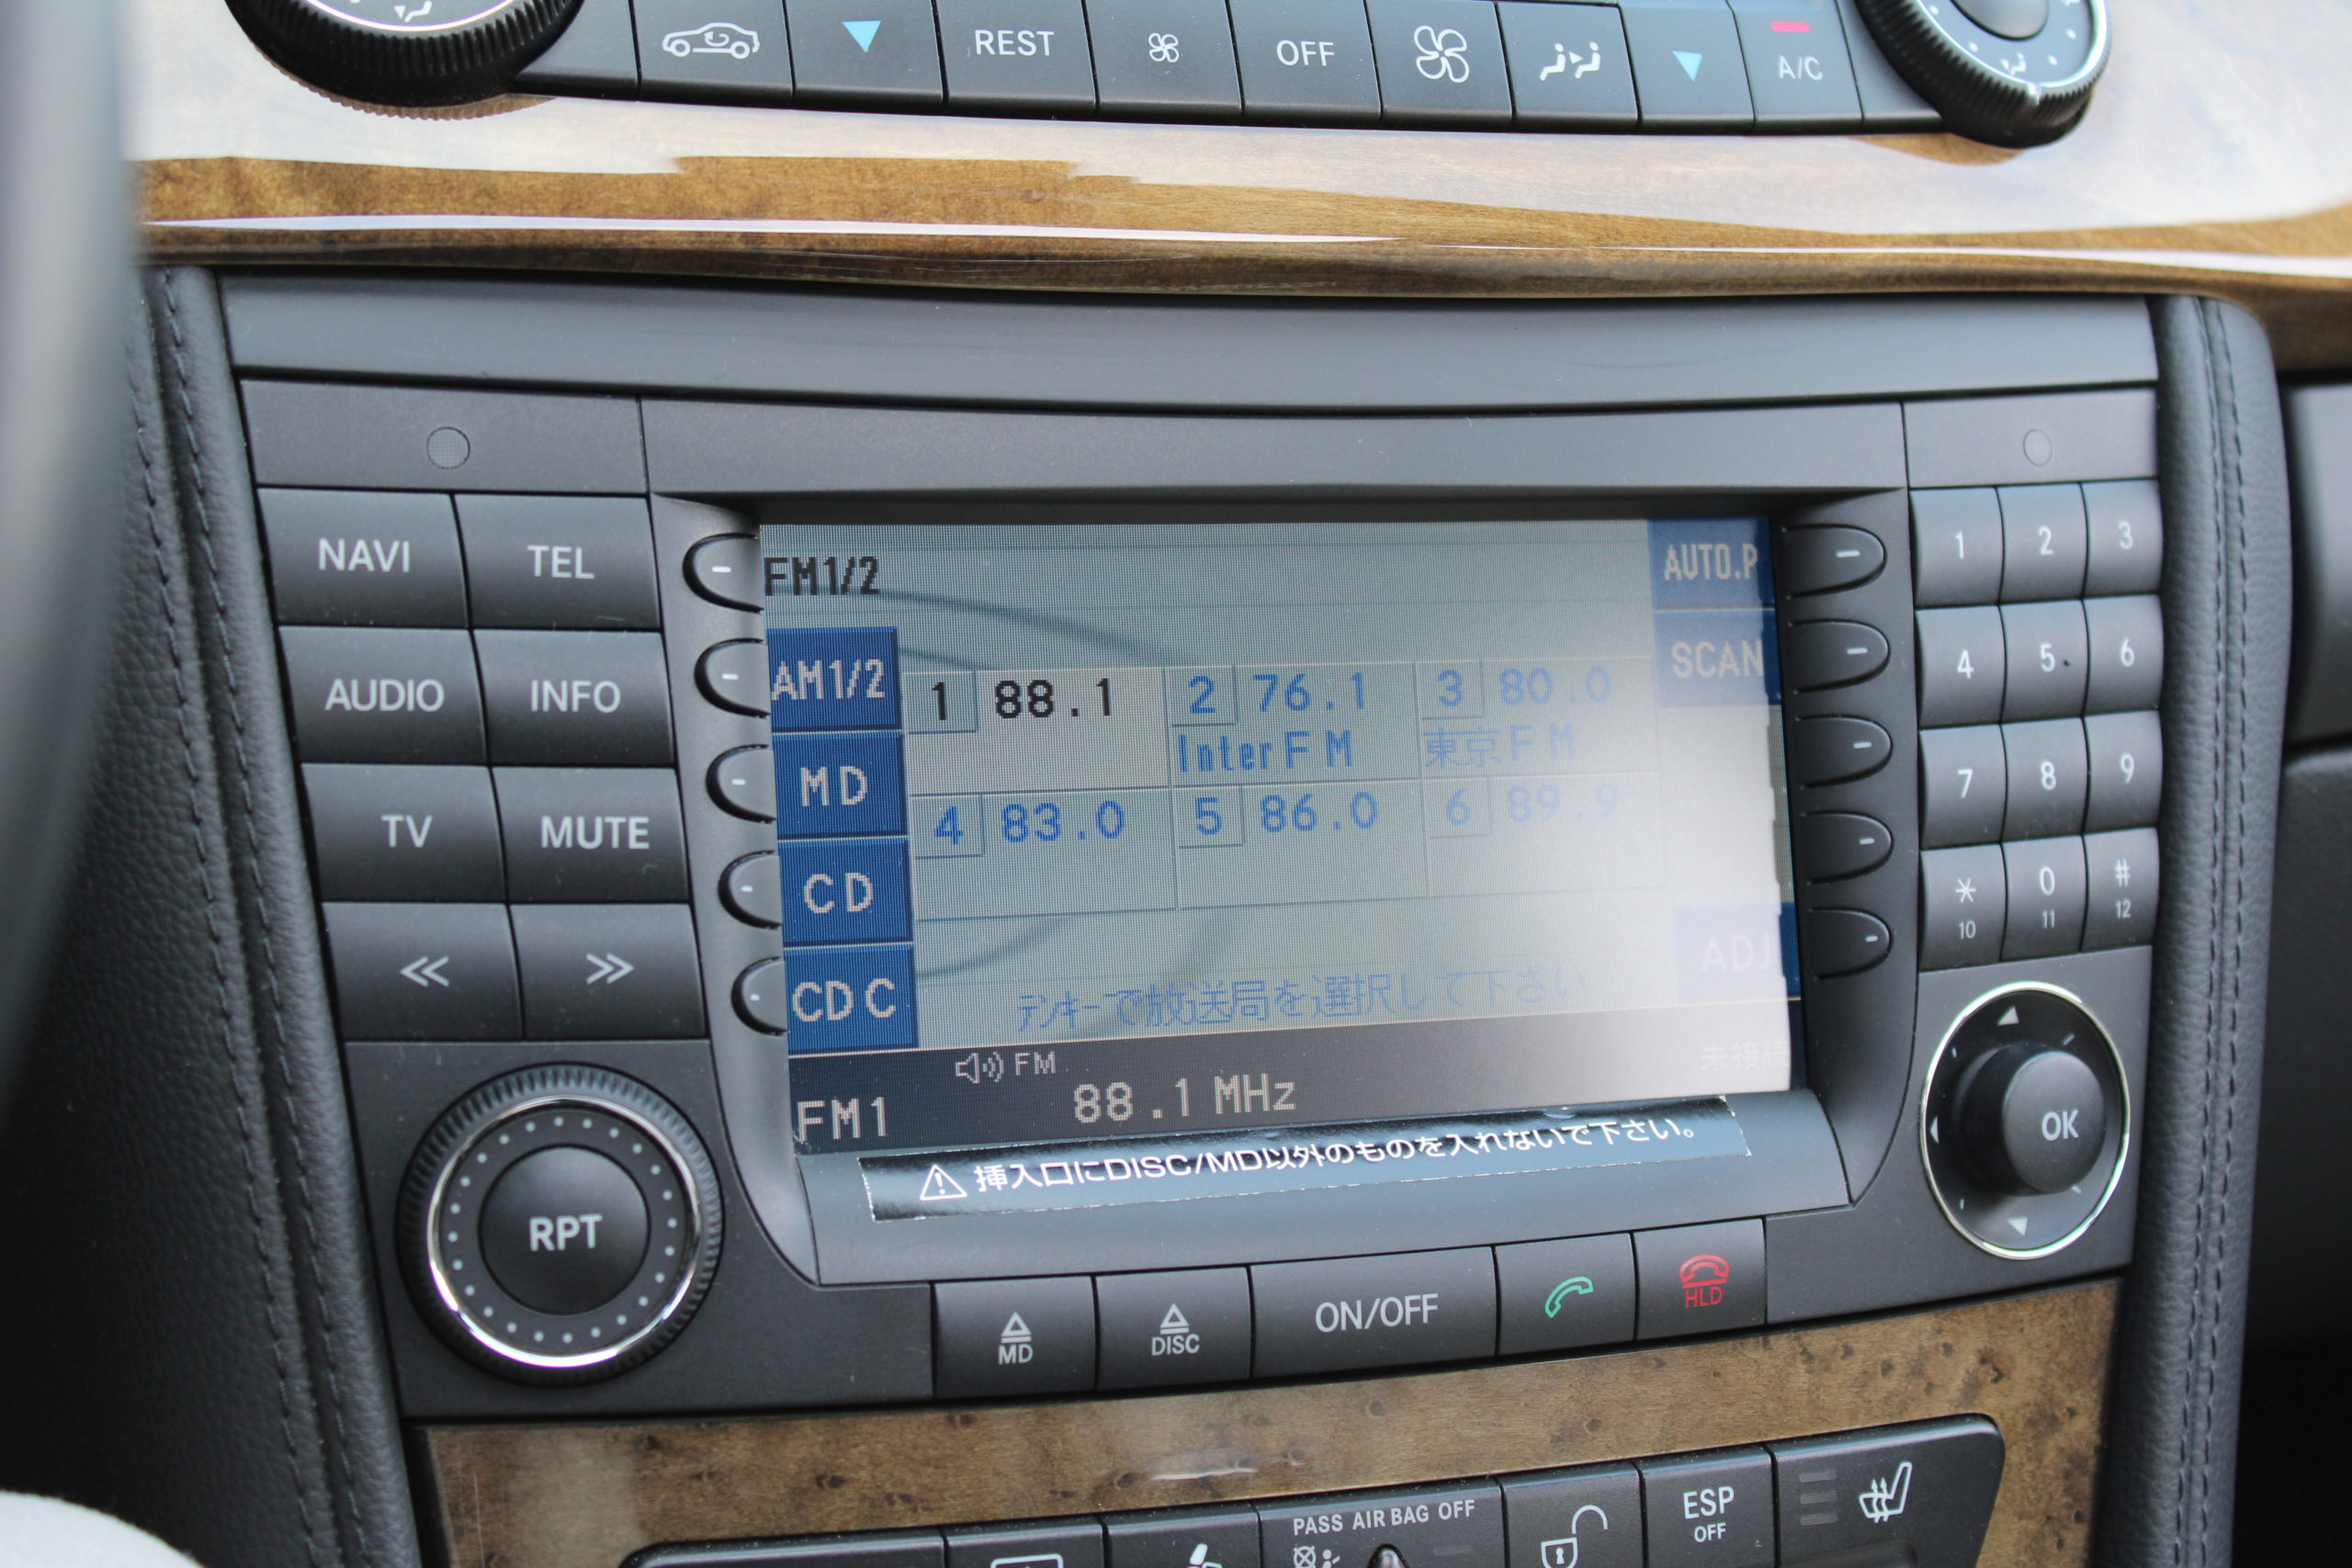 REST
OFF
A/C
NAVI
TEL
AUDIO
INFO
TV
MUTE
RPT
FM1/2
AUTO.P
AM1/2
SCAN
1 88.1
2 76.1
3 80.0
InterFM
東京FM
MD
4 83.0
5 86.0
6 89.9
CD
ADJ
CDC
テンキーで放送局を選択して下さい
FM
FM1
88.1 MHz
挿入口にDISC/MD以外のものを入れないで下さい。
1 2 3
4 5 6
7 8 9
* 0 #
10 11 12
OK
MD
DISC
ON/OFF
HLD
PASS AIR BAG OFF
ESP
OFF